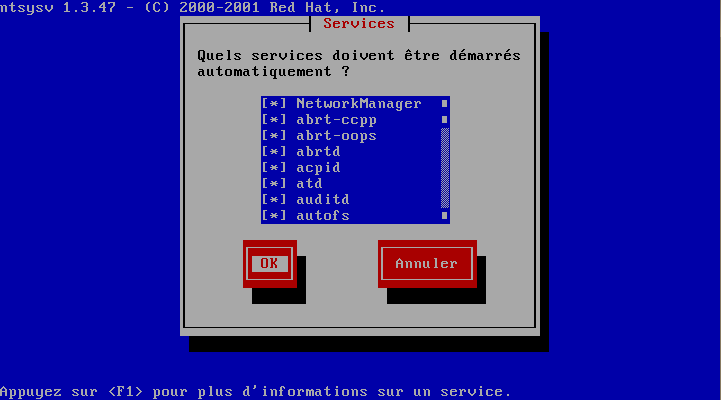 ntsysv 1.3.47 - (C) 2000-2001 Red Hat, Inc.
Services
Quels services doivent être démarrés
automatiquement ?
[*] NetworkManager
[*] abrt-ccpp
[*] abrt-oops
[*] abrtd
[*] acpid
[*] atd
[*] auditd
[*] autofs
OK Annuler
Appuyez sur <F1> pour plus d'informations sur un service.